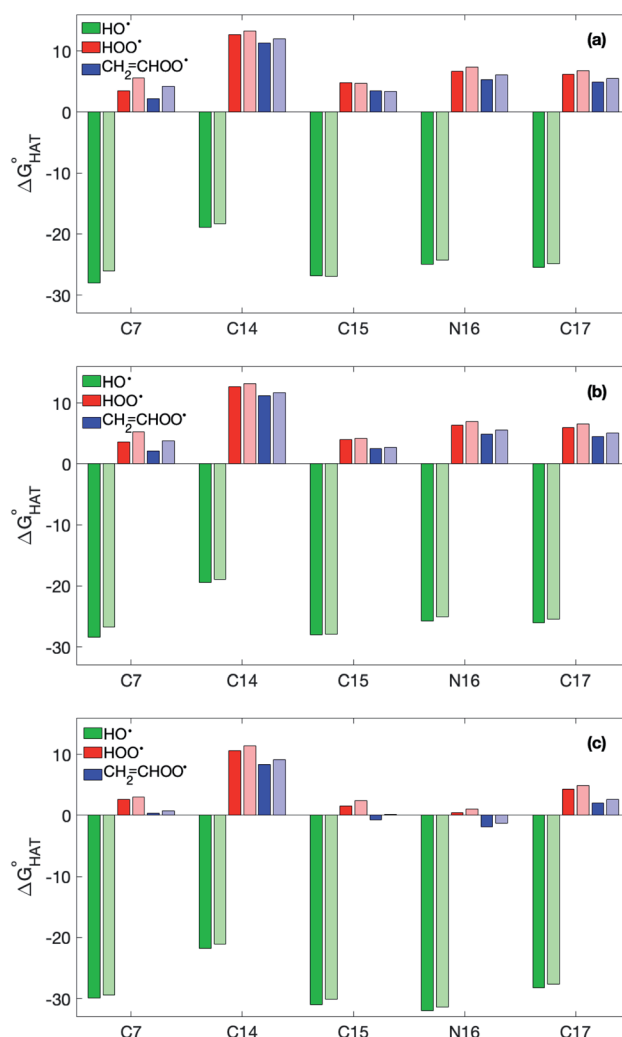 HO•
HOO•
CH2=CHOO•
(a)
10
0
-10
-20
-30
ΔG°HAT
C7 C14 C15 N16 C17
HO•
HOO•
CH2=CHOO•
(b)
10
0
-10
-20
-30
ΔG°HAT
C7 C14 C15 N16 C17
HO•
HOO•
CH2=CHOO•
(c)
10
0
-10
-20
-30
ΔG°HAT
C7 C14 C15 N16 C17